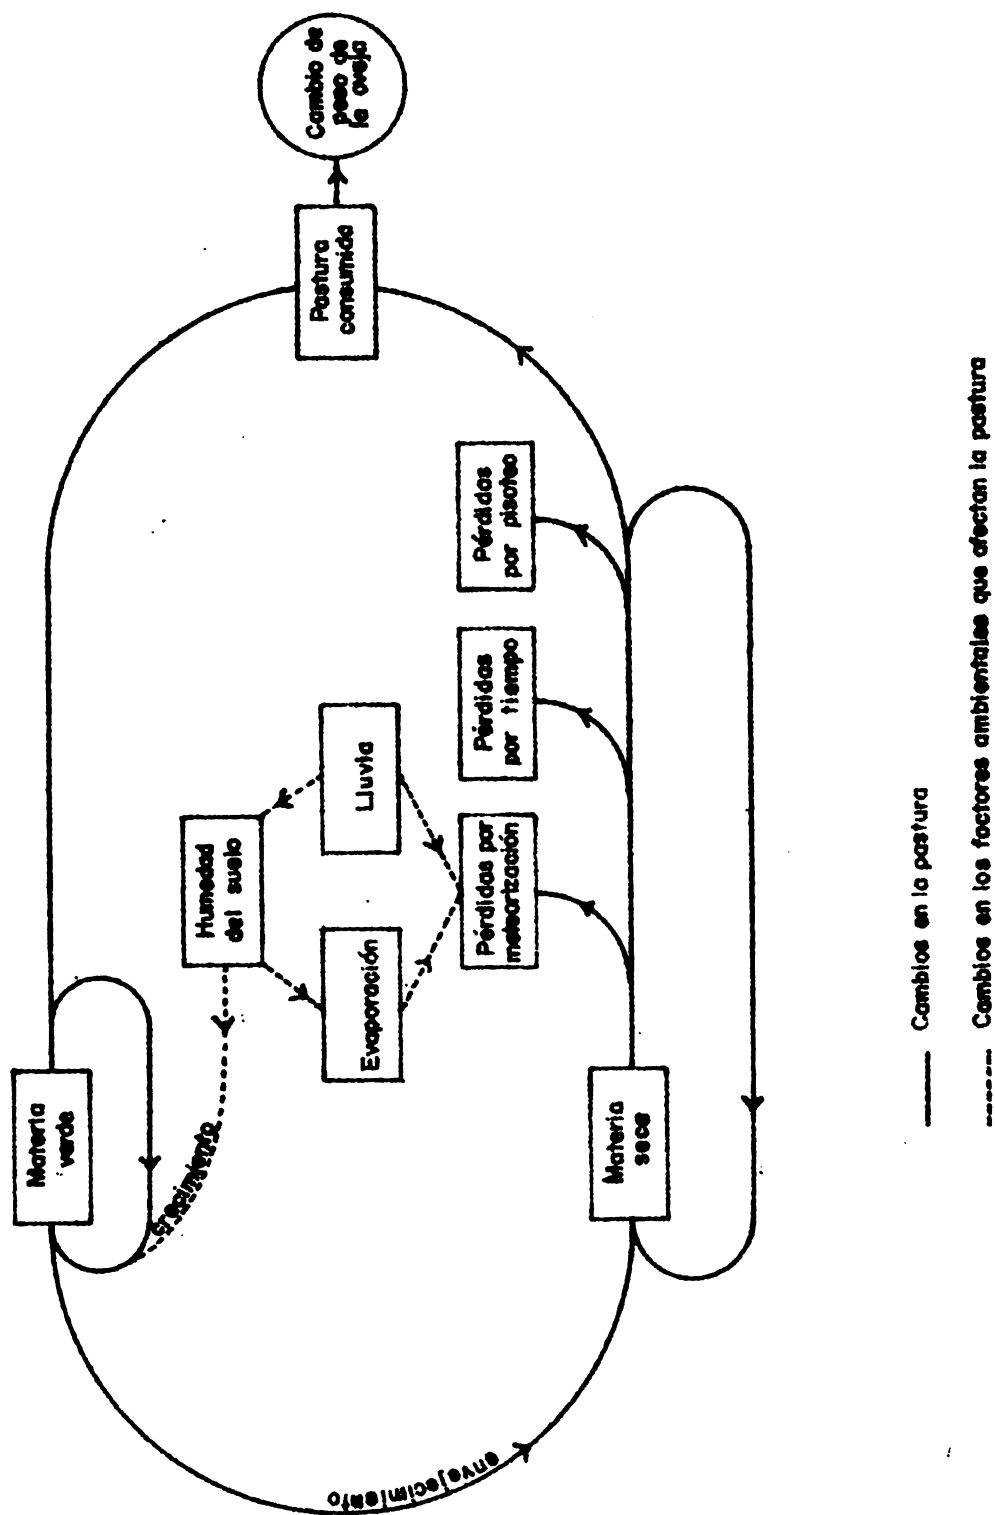 Materia
verde
crecimiento
envejecimiento
Humedad
del suelo
Evaporación
Lluvia
Pérdidas por
meteorización
Pérdidas
por tiempo
Pérdidas
por pisoteo
Materia
seca
Pastura
consumida
Cambio de
peso de
la oveja
Cambios en la pastura
Cambios en los factores ambientales que afectan la pastura